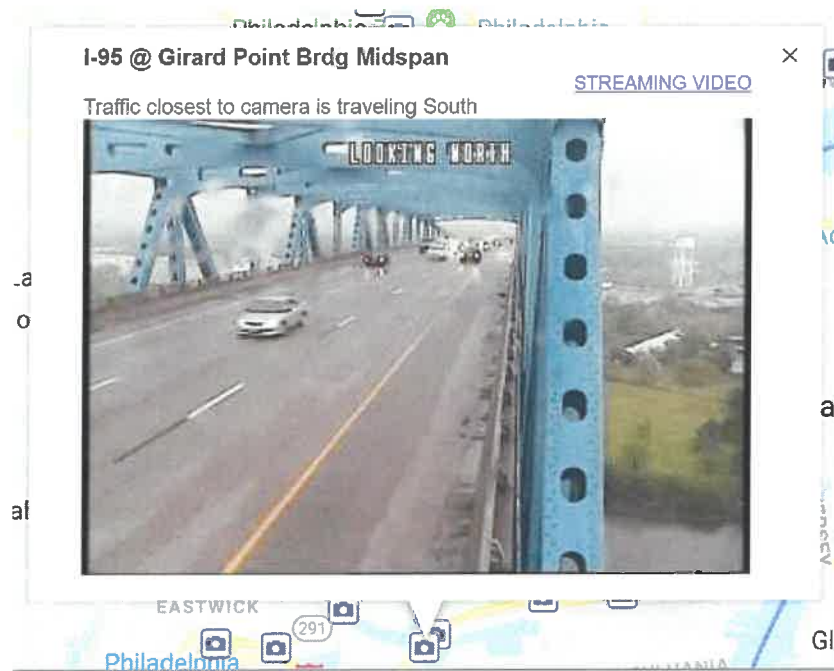 Philadelphia
I-95 @ Girard Point Brdg Midspan
STREAMING VIDEO
Traffic closest to camera is traveling South
LOOKING NORTH
EASTWICK
291
Philadelphia